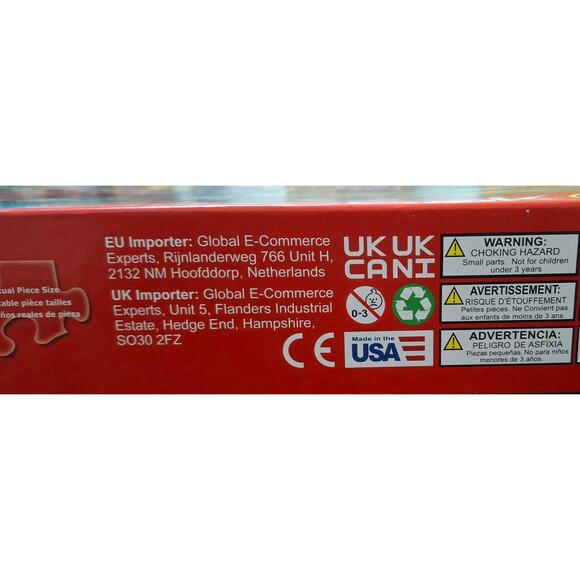 tual Piece Size
table pièce tailles
ños reales de pieza
EU Importer: Global E-Commerce
Experts, Rijnlanderweg 766 Unit H,
2132 NM Hoofddorp, Netherlands
UK Importer: Global E-Commerce
Experts, Unit 5, Flanders Industrial
Estate, Hedge End, Hampshire,
SO30 2FZ
CE
UK UK
CA NI
0-3
Made in the
USA
WARNING:
CHOKING HAZARD
Small parts. Not for children
under 3 years
AVERTISSEMENT:
RISQUE D'ÉTOUFFEMENT
Petites pièces. Ne Convient pas
aux enfants de moins de 3 ans.
ADVERTENCIA:
PELIGRO DE ASFÍXIA
Piezas pequeñas. No para niños
menores de 3 años.